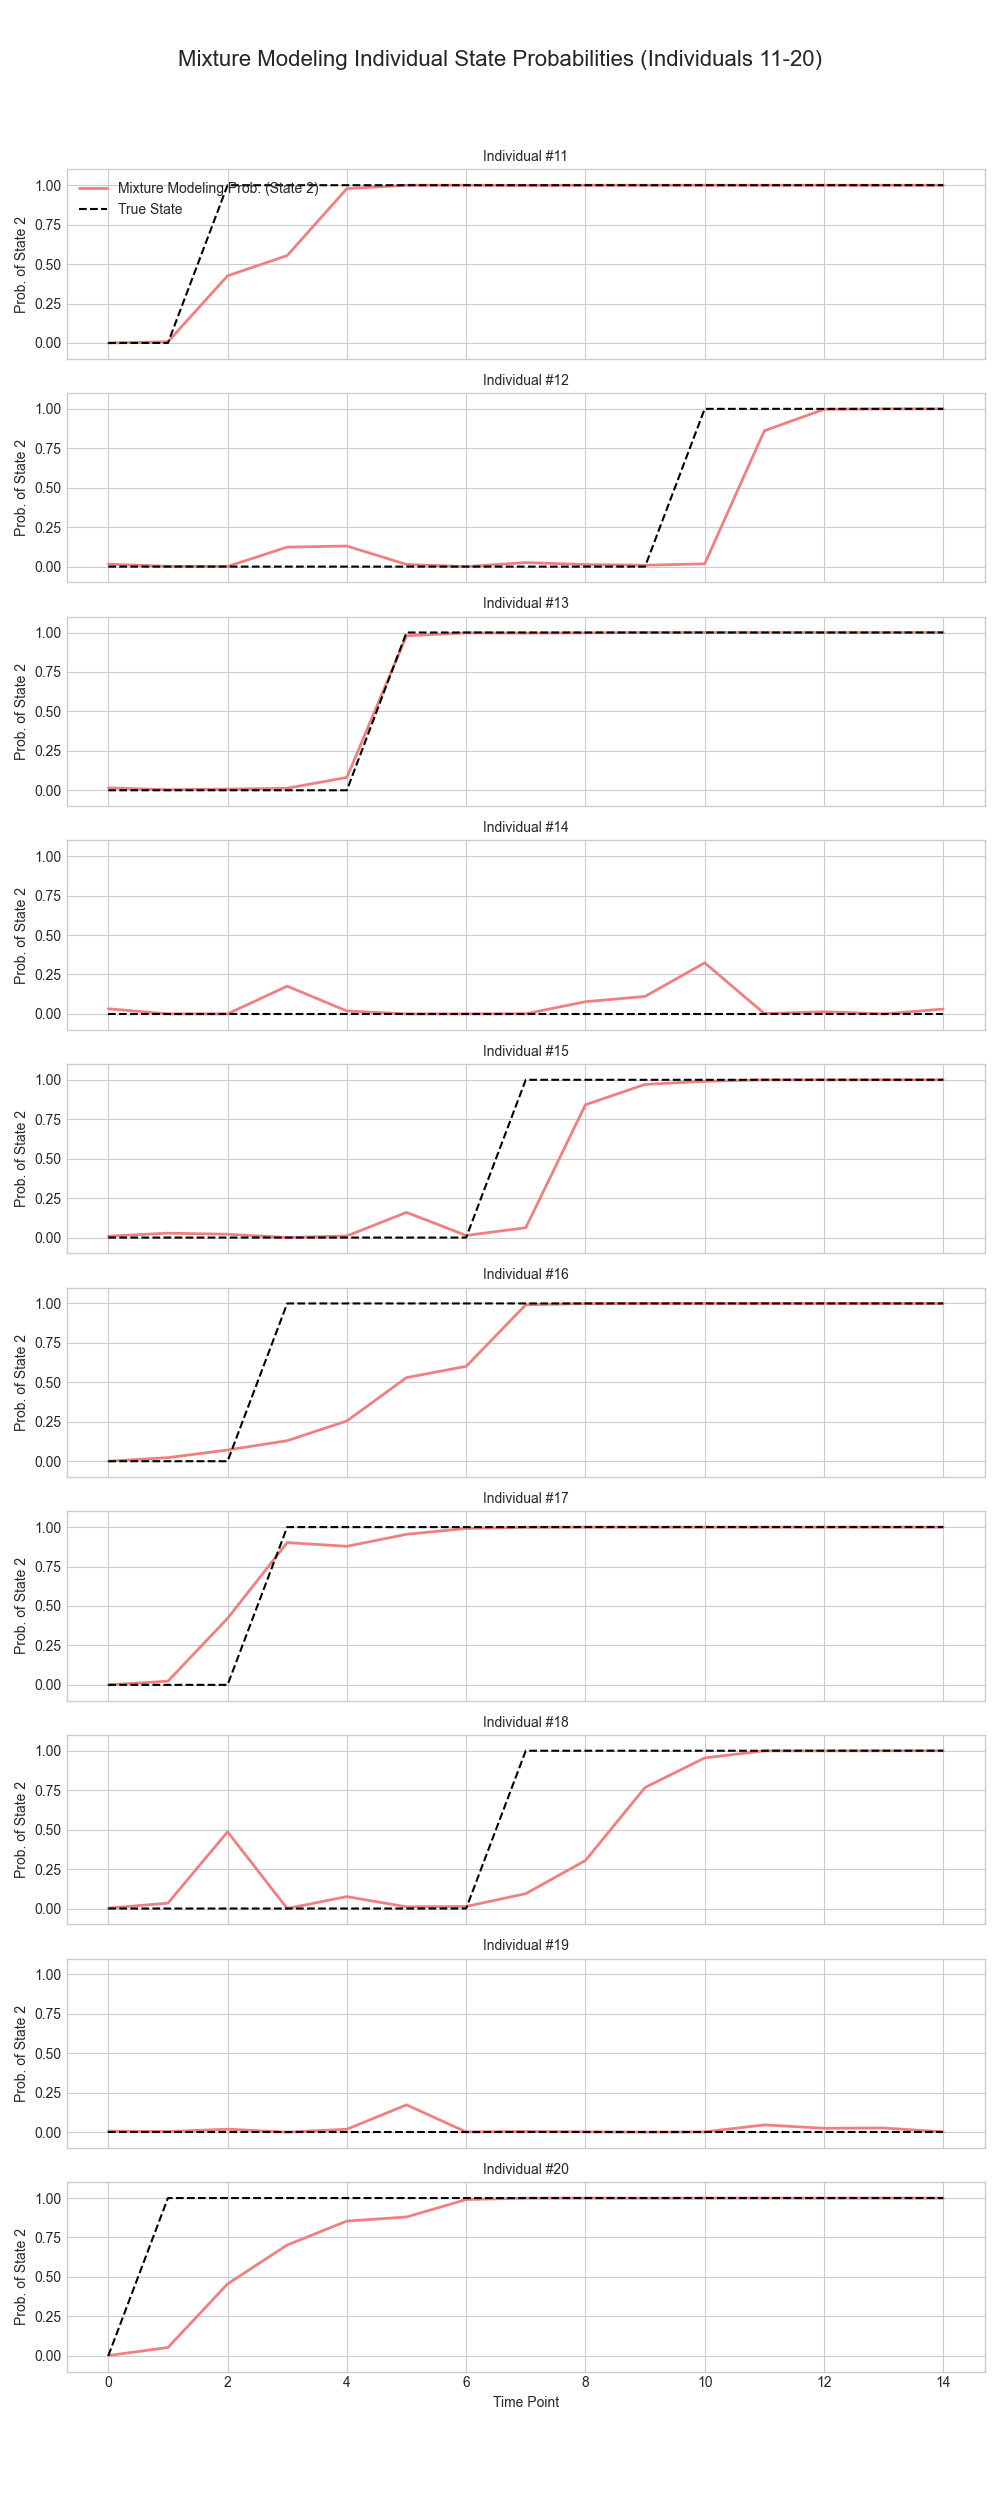 Mixture Modeling Individual State Probabilities (Individuals 11-20)
Individual #11
Mixture Modeling Prob. (State 2)
True State
Prob. of State 2
1.00
0.75
0.50
0.25
0.00
Individual #12
Prob. of State 2
1.00
0.75
0.50
0.25
0.00
Individual #13
Prob. of State 2
1.00
0.75
0.50
0.25
0.00
Individual #14
Prob. of State 2
1.00
0.75
0.50
0.25
0.00
Individual #15
Prob. of State 2
1.00
0.75
0.50
0.25
0.00
Individual #16
Prob. of State 2
1.00
0.75
0.50
0.25
0.00
Individual #17
Prob. of State 2
1.00
0.75
0.50
0.25
0.00
Individual #18
Prob. of State 2
1.00
0.75
0.50
0.25
0.00
Individual #19
Prob. of State 2
1.00
0.75
0.50
0.25
0.00
Individual #20
Prob. of State 2
1.00
0.75
0.50
0.25
0.00
0 2 4 6 8 10 12 14
Time Point